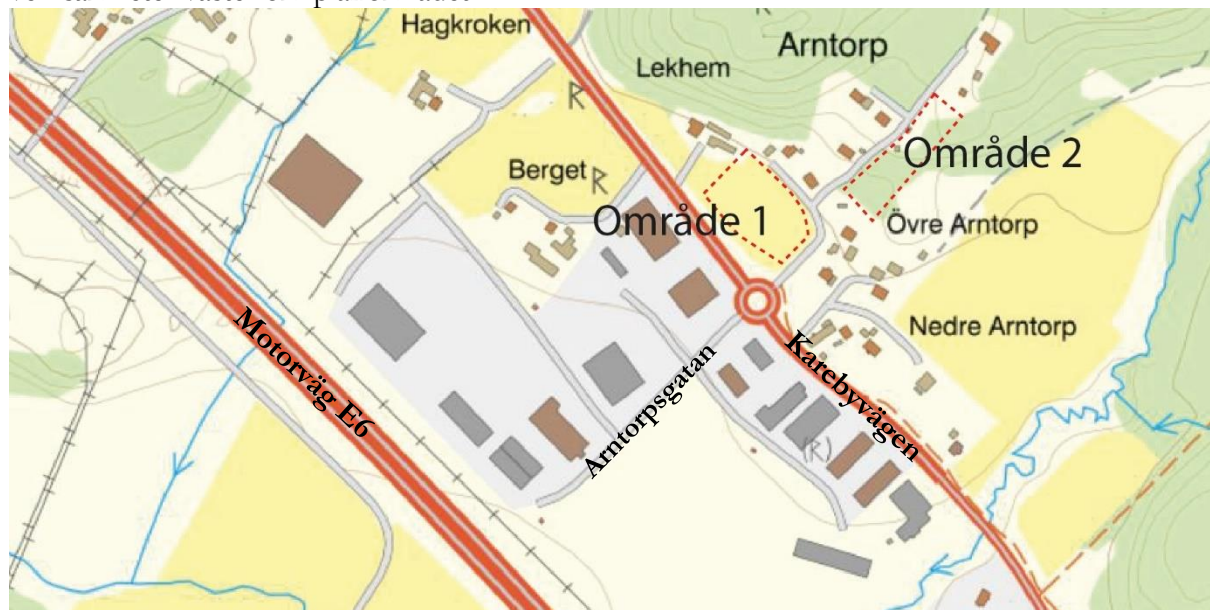 Hagkroken
Arntorp
Lekhem
Område 2
Berget
Område 1
Övre Arntorp
Motorväg E6
Nedre Arntorp
Karebyvägen
Arntorpsgatan
(R)